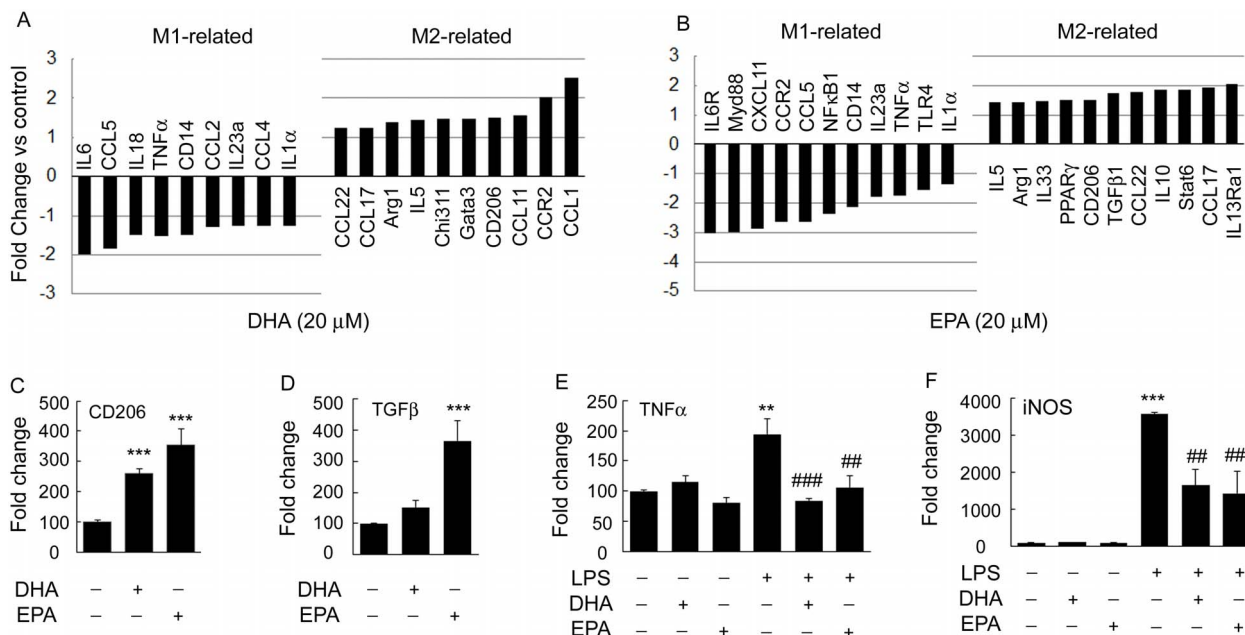 A
M1-related
M2-related
Fold Change vs control
3
2
1
0
-1
-2
-3
IL6
CCL5
IL18
TNFα
CD14
CCL2
IL23a
CCL4
IL1α
CCL22
CCL17
Arg1
IL5
Chi311
Gata3
CD206
CCL11
CCR2
CCL1
DHA (20 μM)
B
M1-related
M2-related
3
2
1
0
-1
-2
-3
-4
-5
IL6R
Myd88
CXCL11
CCR2
CCL5
NFκB1
CD14
IL23a
TNFα
TLR4
IL1α
IL5
Arg1
IL33
PPARγ
CD206
TGFβ1
CCL22
IL10
Stat6
CCL17
IL13Ra1
EPA (20 μM)
C
CD206
Fold change
500
400
300
200
100
0
*** ***
DHA – + –
EPA – – +
D
TGFβ
Fold change
500
400
300
200
100
0
***
DHA – + –
EPA – – +
E
TNFα
Fold change
250
200
150
100
50
0
** ### ##
LPS – – – + + +
DHA – + – – + –
EPA – – + – – +
F
iNOS
Fold change
4000
3000
2000
1000
0
*** ## ##
LPS – – – + + +
DHA – + – – + –
EPA – – + – – +